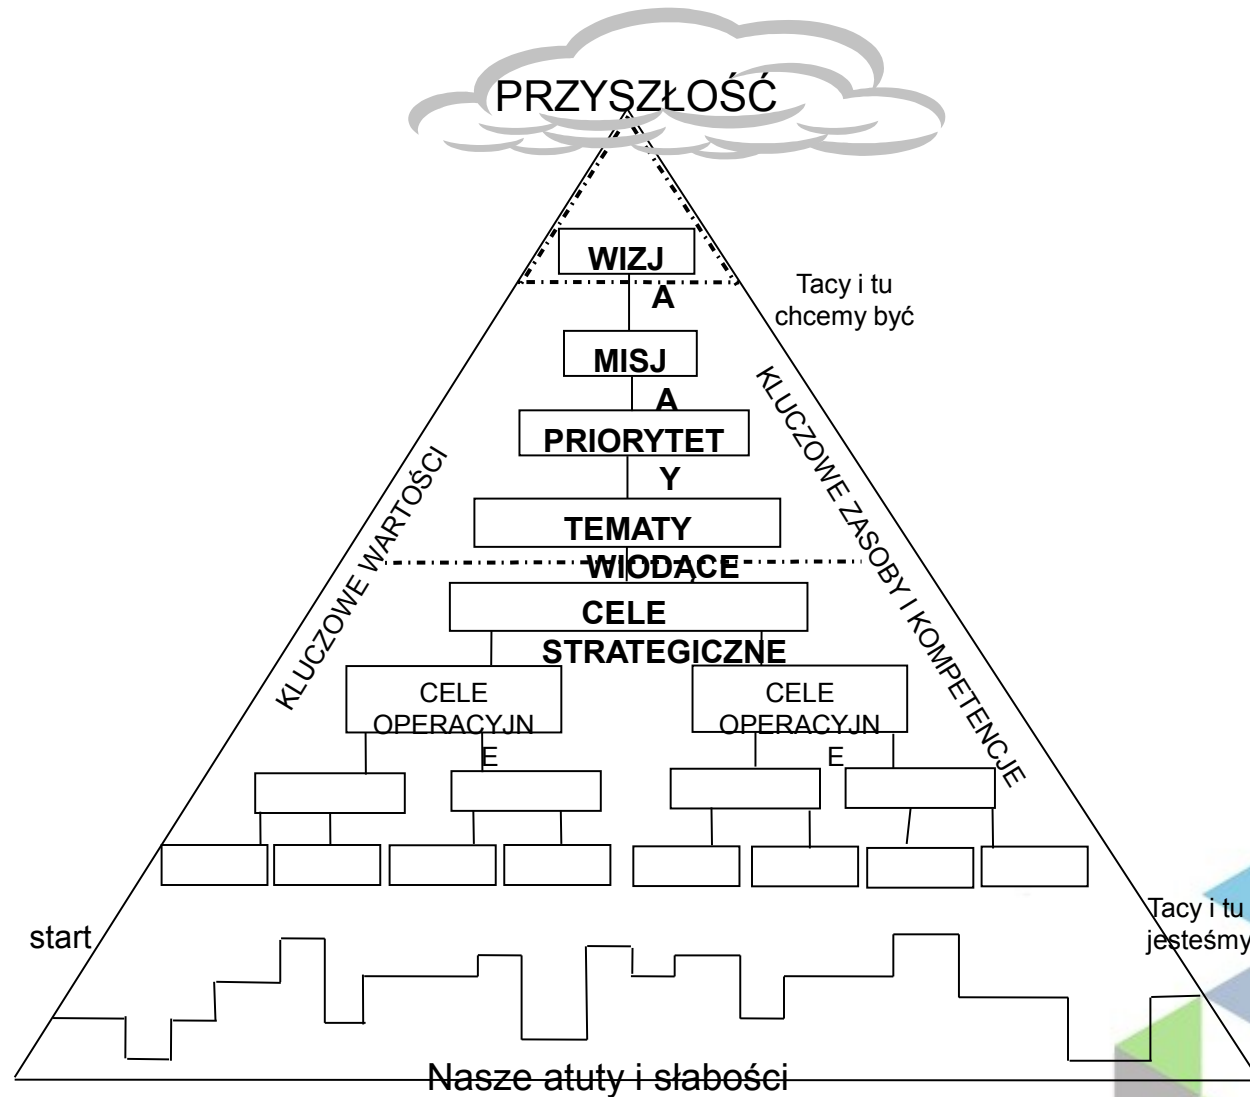 PRZYSZŁOŚĆ
WIZJ
A
Tacy i tu
chcemy być
MISJ
A
PRIORYTET
Y
TEMATY
WIODĄCE
CELE
STRATEGICZNE
KLUCZOWE WARTOŚCI
KLUCZOWE ZASOBY I KOMPETENCJE
CELE
OPERACYJN
E
CELE
OPERACYJN
E
start
Tacy i tu
jesteśmy
Nasze atuty i słabości